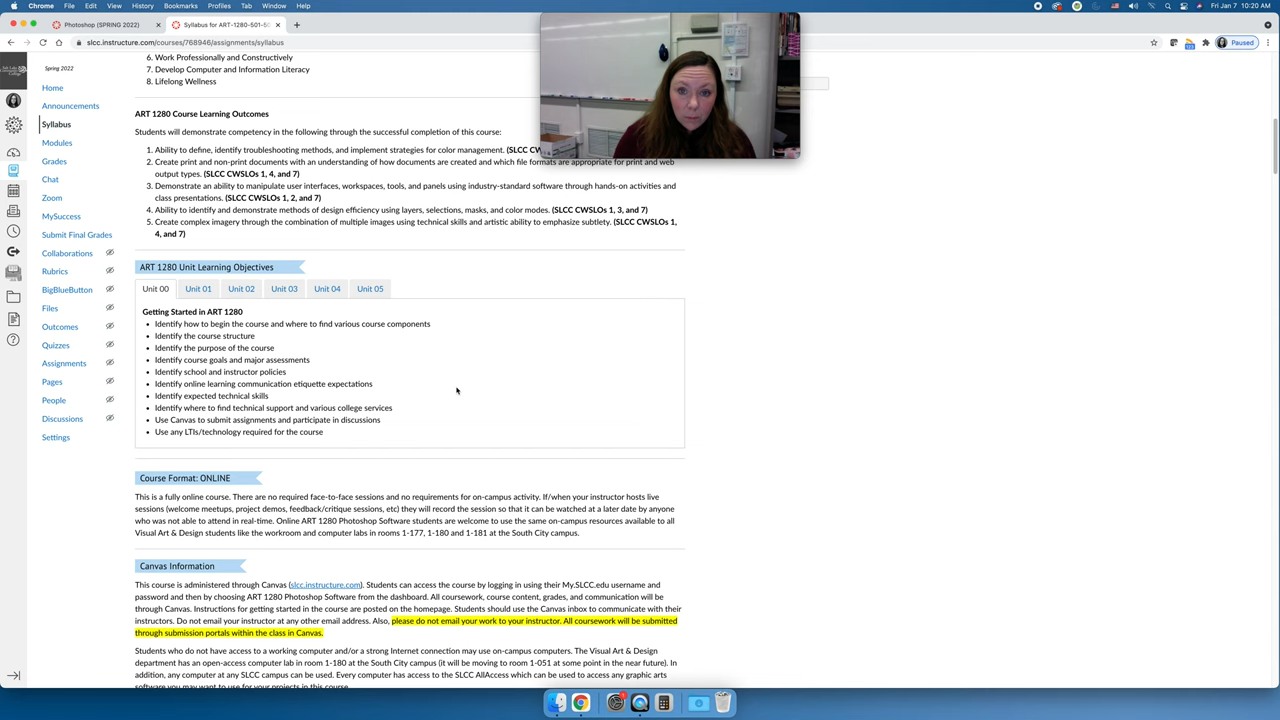 Chrome File Edit View History Bookmarks Profiles Tab Window Help Fri Jan 7 10:20 AM
Photoshop (SPRING 2022) Syllabus for ART-1280-501-50
slcc.instructure.com/courses/768946/assignments/syllabus Paused
Spring 2022
Home
Announcements
Syllabus
Modules
Grades
Chat
Zoom
MySuccess
Submit Final Grades
Collaborations
Rubrics
BigBlueButton
Files
Outcomes
Quizzes
Assignments
Pages
People
Discussions
Settings
6. Work Professionally and Constructively
7. Develop Computer and Information Literacy
8. Lifelong Wellness
ART 1280 Course Learning Outcomes
Students will demonstrate competency in the following through the successful completion of this course:
1. Ability to define, identify troubleshooting methods, and implement strategies for color management. (SLCC CW
2. Create print and non-print documents with an understanding of how documents are created and which file formats are appropriate for print and web
output types. (SLCC CWSLOs 1, 4, and 7)
3. Demonstrate an ability to manipulate user interfaces, workspaces, tools, and panels using industry-standard software through hands-on activities and
class presentations. (SLCC CWSLOs 1, 2, and 7)
4. Ability to identify and demonstrate methods of design efficiency using layers, selections, masks, and color modes. (SLCC CWSLOs 1, 3, and 7)
5. Create complex imagery through the combination of multiple images using technical skills and artistic ability to emphasize subtlety. (SLCC CWSLOs 1,
4, and 7)
ART 1280 Unit Learning Objectives
Unit 00 Unit 01 Unit 02 Unit 03 Unit 04 Unit 05
Getting Started in ART 1280
• Identify how to begin the course and where to find various course components
• Identify the course structure
• Identify the purpose of the course
• Identify course goals and major assessments
• Identify school and instructor policies
• Identify online learning communication etiquette expectations
• Identify expected technical skills
• Identify where to find technical support and various college services
• Use Canvas to submit assignments and participate in discussions
• Use any LTIs/technology required for the course
Course Format: ONLINE
This is a fully online course. There are no required face-to-face sessions and no requirements for on-campus activity. If/when your instructor hosts live
sessions (welcome meetups, project demos, feedback/critique sessions, etc) they will record the session so that it can be watched at a later date by anyone
who was not able to attend in real-time. Online ART 1280 Photoshop Software students are welcome to use the same on-campus resources available to all
Visual Art & Design students like the workroom and computer labs in rooms 1-177, 1-180 and 1-181 at the South City campus.
Canvas Information
This course is administered through Canvas (slcc.instructure.com). Students can access the course by logging in using their My.SLCC.edu username and
password and then by choosing ART 1280 Photoshop Software from the dashboard. All coursework, course content, grades, and communication will be
through Canvas. Instructions for getting started in the course are posted on the homepage. Students should use the Canvas inbox to communicate with their
instructors. Do not email your instructor at any other email address. Also, please do not email your work to your instructor. All coursework will be submitted
through submission portals within the class in Canvas.
Students who do not have access to a working computer and/or a strong Internet connection may use on-campus computers. The Visual Art & Design
department has an open-access computer lab in room 1-180 at the South City campus (it will be moving to room 1-051 at some point in the near future). In
addition, any computer at any SLCC campus can be used. Every computer has access to the SLCC AllAccess which can be used to access any graphic arts
software you may want to use for your projects in this course.